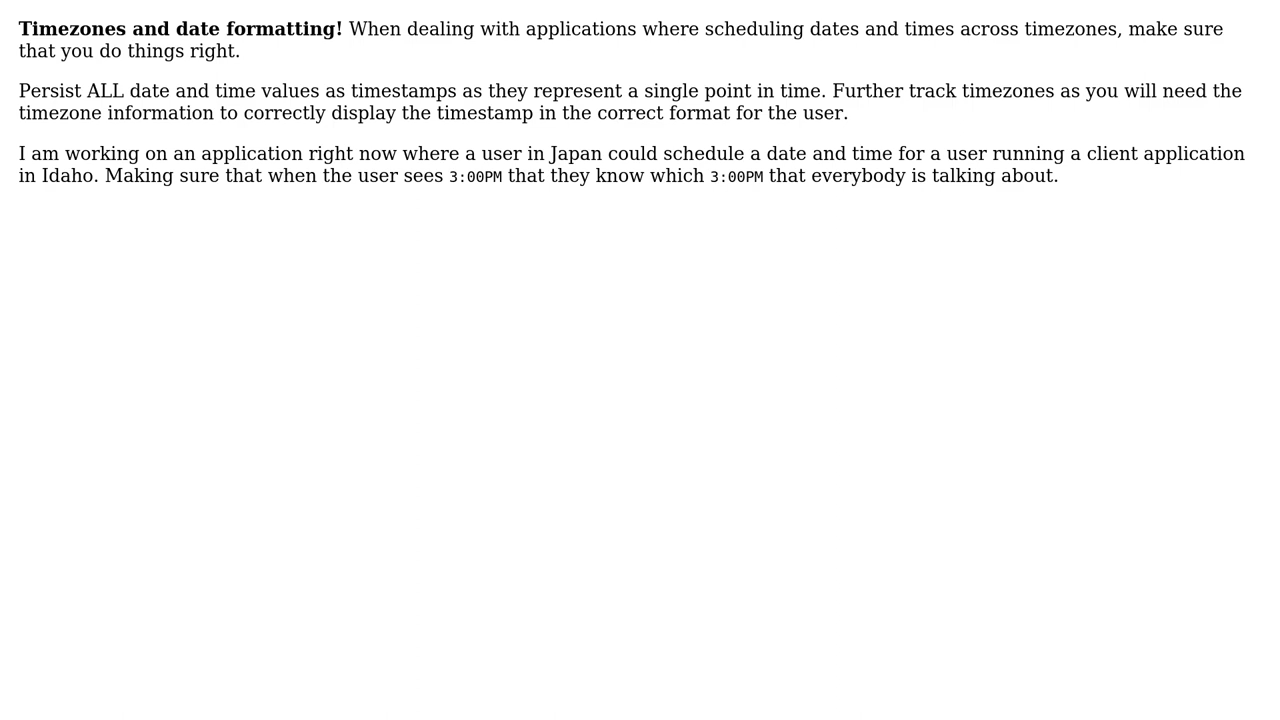 Timezones and date formatting! When dealing with applications where scheduling dates and times across timezones, make sure
that you do things right.
Persist ALL date and time values as timestamps as they represent a single point in time. Further track timezones as you will need the
timezone information to correctly display the timestamp in the correct format for the user.
I am working on an application right now where a user in Japan could schedule a date and time for a user running a client application
in Idaho. Making sure that when the user sees 3:00PM that they know which 3:00PM that everybody is talking about.